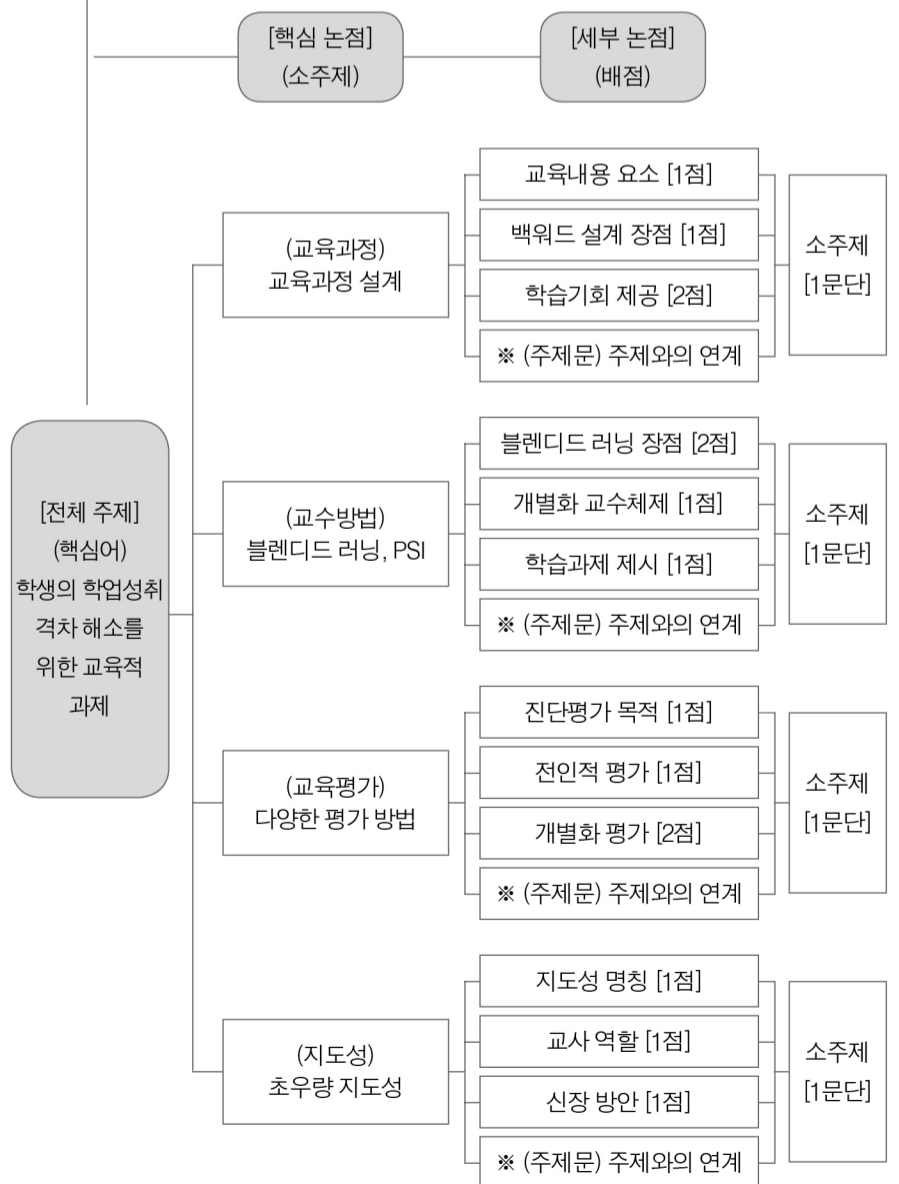 [핵심 논점]
(소주제)
[세부 논점]
(배점)
[전체 주제]
(핵심어)
학생의 학업성취
격차 해소를
위한 교육적
과제
(교육과정)
교육과정 설계
교육내용 요소 [1점]
백워드 설계 장점 [1점]
학습기회 제공 [2점]
※ (주제문) 주제와의 연계
소주제
[1문단]
(교수방법)
블렌디드 러닝, PSI
블렌디드 러닝 장점 [2점]
개별화 교수체제 [1점]
학습과제 제시 [1점]
※ (주제문) 주제와의 연계
소주제
[1문단]
(교육평가)
다양한 평가 방법
진단평가 목적 [1점]
전인적 평가 [1점]
개별화 평가 [2점]
※ (주제문) 주제와의 연계
소주제
[1문단]
(지도성)
초우량 지도성
지도성 명칭 [1점]
교사 역할 [1점]
신장 방안 [1점]
※ (주제문) 주제와의 연계
소주제
[1문단]